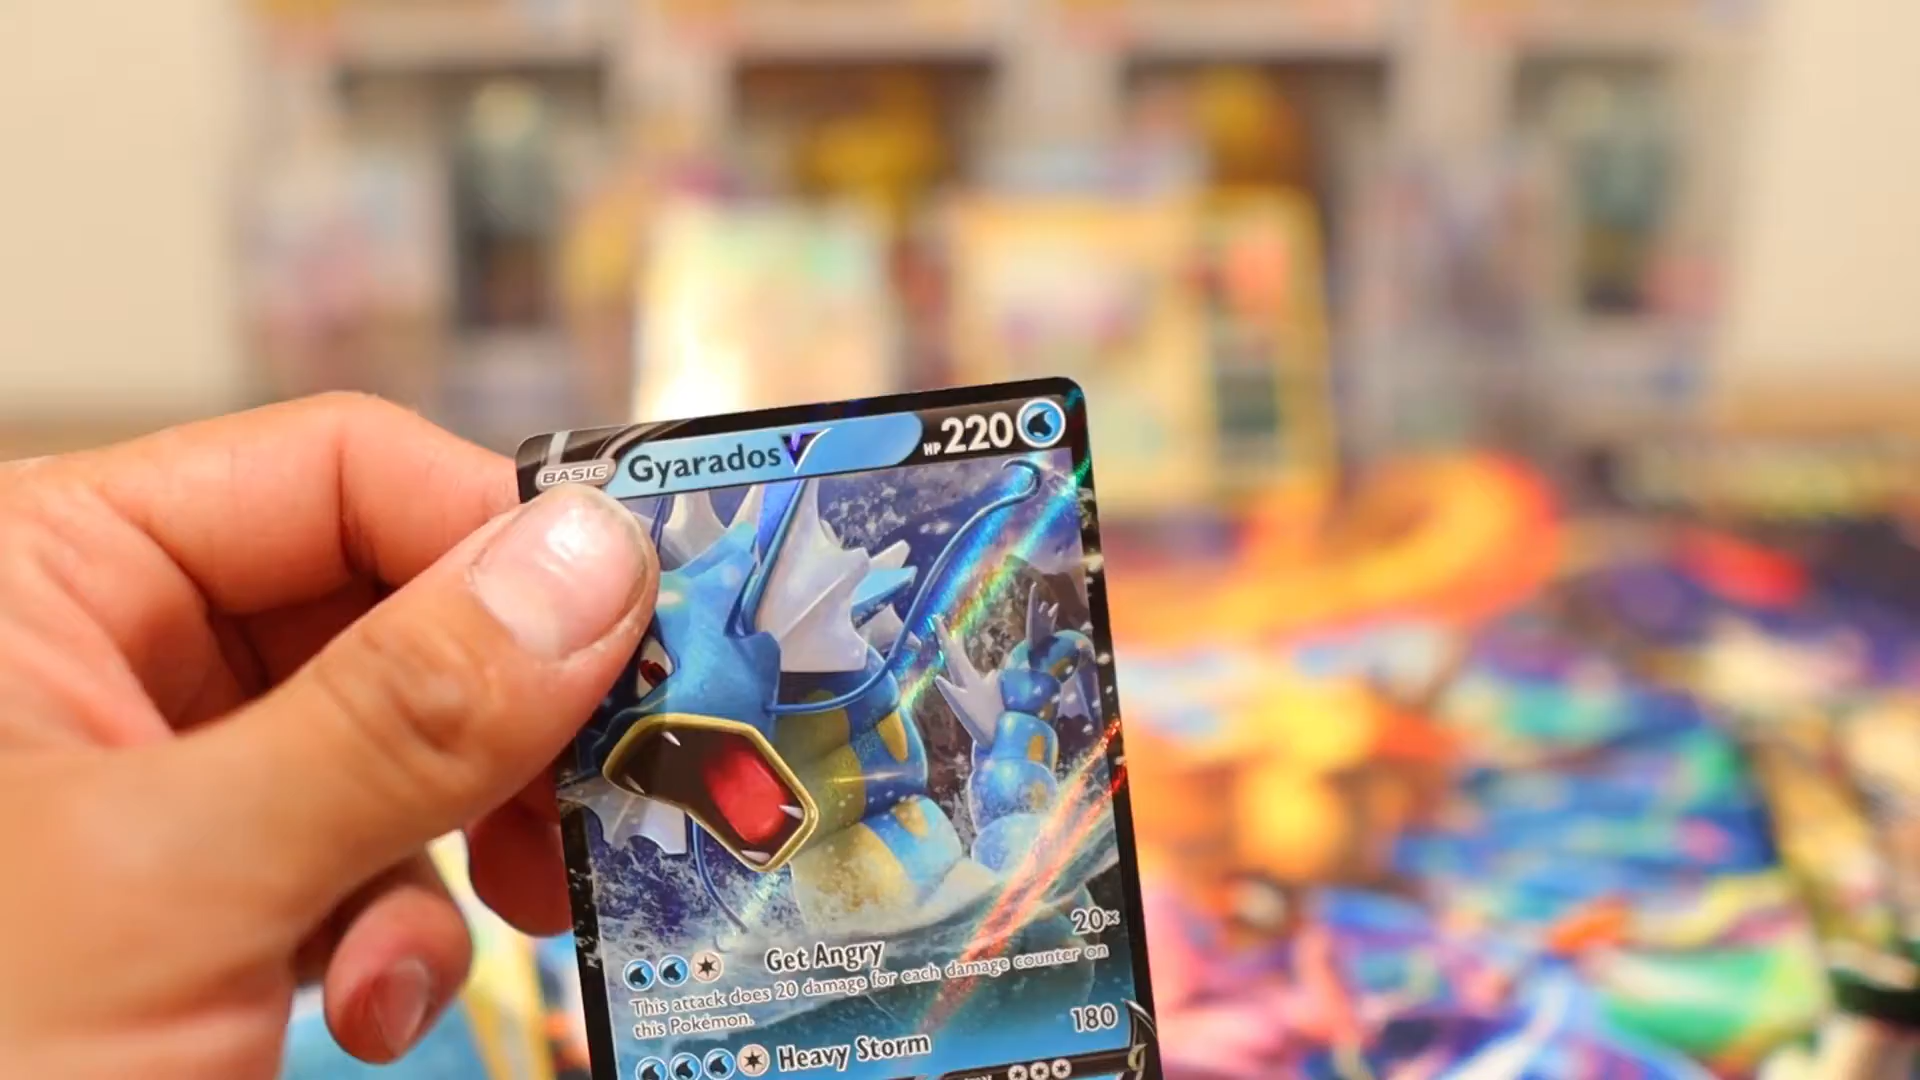 BASIC Gyarados V HP 220
Get Angry 20×
This attack does 20 damage for each damage counter on
this Pokémon.
Heavy Storm 180